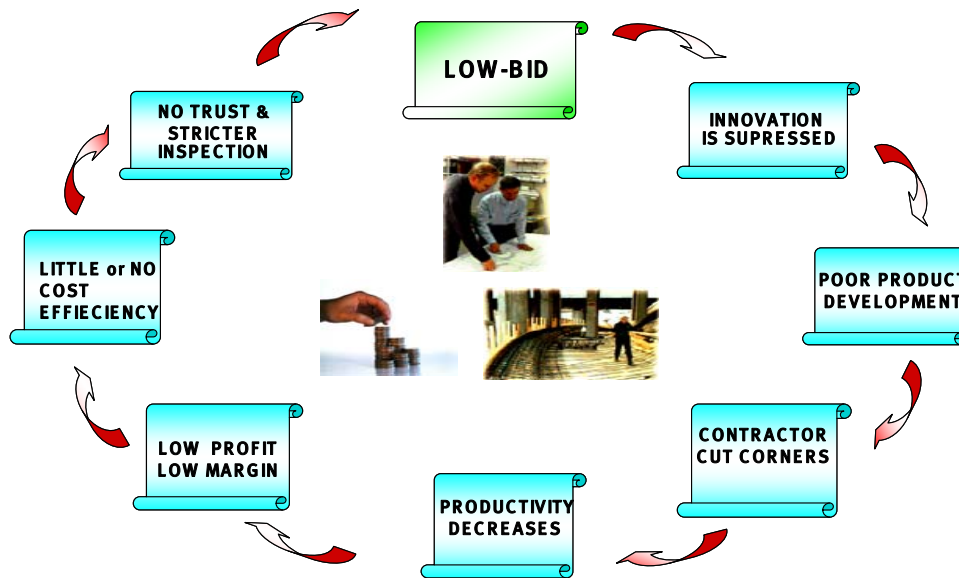 LOW-BID
INNOVATION
IS SUPRESSED
POOR PRODUCT
DEVELOPMENT
CONTRACTOR
CUT CORNERS
PRODUCTIVITY
DECREASES
LOW PROFIT
LOW MARGIN
LITTLE or NO
COST
EFFIECIENCY
NO TRUST &
STRICTER
INSPECTION